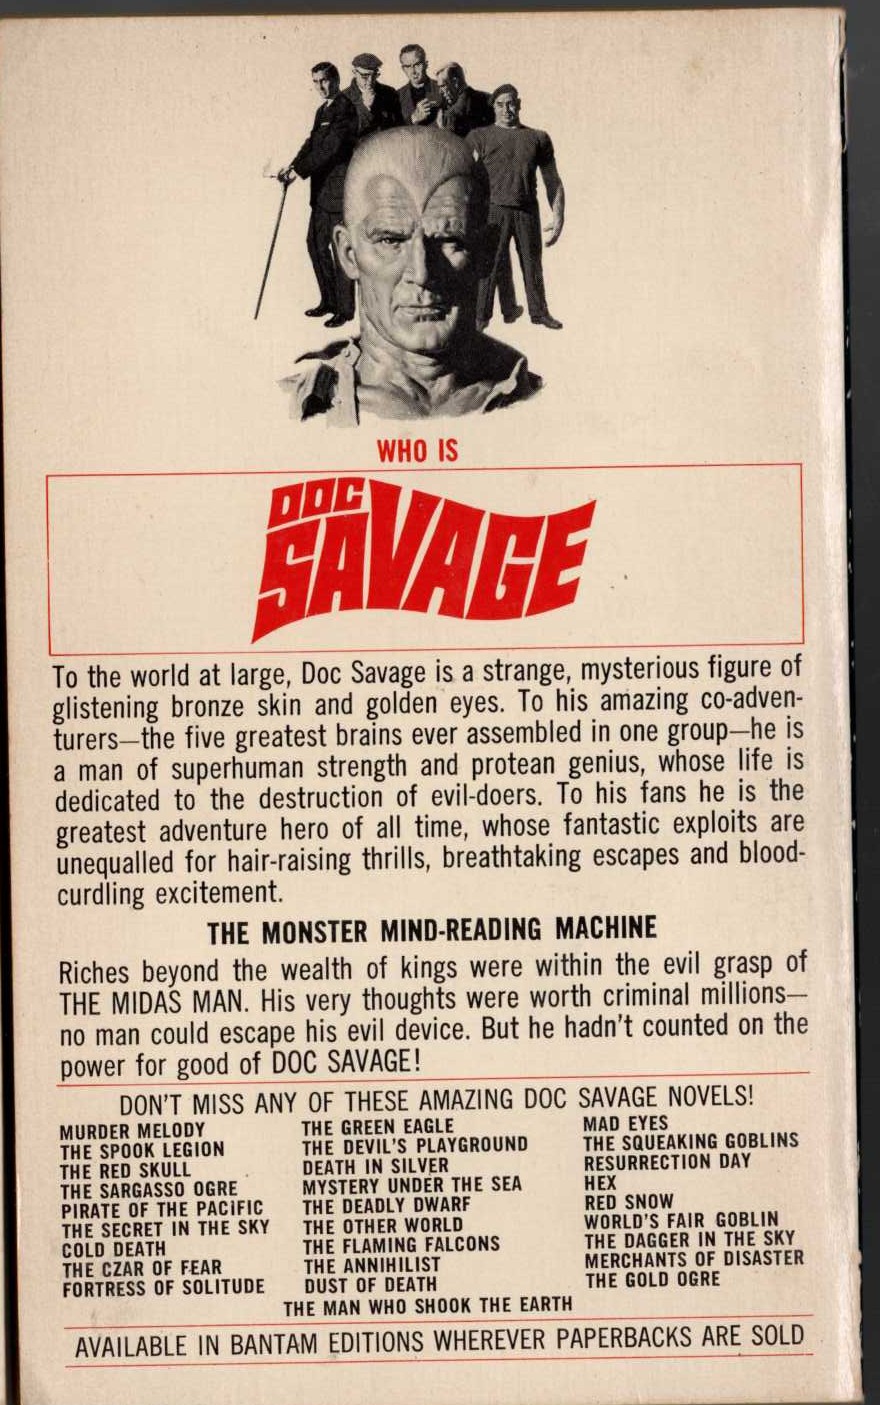 WHO IS
DOC
SAVAGE
To the world at large, Doc Savage is a strange, mysterious figure of
glistening bronze skin and golden eyes. To his amazing co-adven-
turers—the five greatest brains ever assembled in one group—he is
a man of superhuman strength and protean genius, whose life is
dedicated to the destruction of evil-doers. To his fans he is the
greatest adventure hero of all time, whose fantastic exploits are
unequalled for hair-raising thrills, breathtaking escapes and blood-
curdling excitement.
THE MONSTER MIND-READING MACHINE
Riches beyond the wealth of kings were within the evil grasp of
THE MIDAS MAN. His very thoughts were worth criminal millions—
no man could escape his evil device. But he hadn't counted on the
power for good of DOC SAVAGE!
DON'T MISS ANY OF THESE AMAZING DOC SAVAGE NOVELS!
MURDER MELODY
THE SPOOK LEGION
THE RED SKULL
THE SARGASSO OGRE
PIRATE OF THE PACIFIC
THE SECRET IN THE SKY
COLD DEATH
THE CZAR OF FEAR
FORTRESS OF SOLITUDE
THE GREEN EAGLE
THE DEVIL'S PLAYGROUND
DEATH IN SILVER
MYSTERY UNDER THE SEA
THE DEADLY DWARF
THE OTHER WORLD
THE FLAMING FALCONS
THE ANNIHILIST
DUST OF DEATH
MAD EYES
THE SQUEAKING GOBLINS
RESURRECTION DAY
HEX
RED SNOW
WORLD'S FAIR GOBLIN
THE DAGGER IN THE SKY
MERCHANTS OF DISASTER
THE GOLD OGRE
THE MAN WHO SHOOK THE EARTH
AVAILABLE IN BANTAM EDITIONS WHEREVER PAPERBACKS ARE SOLD